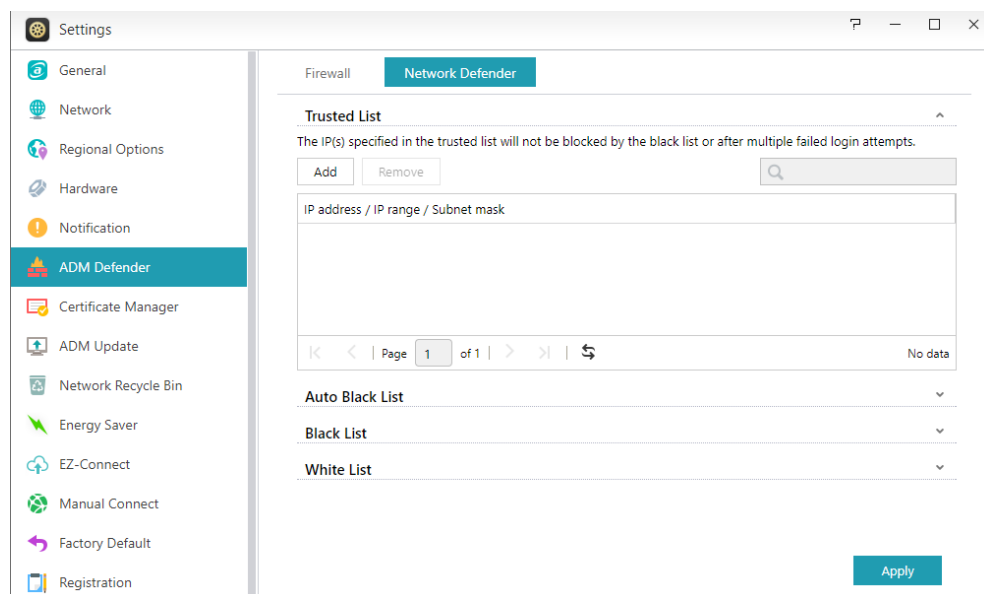 Settings
General
Network
Regional Options
Hardware
Notification
ADM Defender
Certificate Manager
ADM Update
Network Recycle Bin
Energy Saver
EZ-Connect
Manual Connect
Factory Default
Registration
Firewall
Network Defender
Trusted List
The IP(s) specified in the trusted list will not be blocked by the black list or after multiple failed login attempts.
Add
Remove
IP address / IP range / Subnet mask
Page 1 of 1
No data
Auto Black List
Black List
White List
Apply